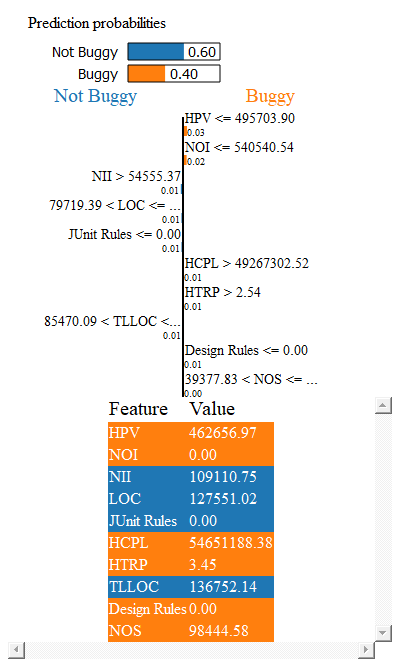 Prediction probabilities
Not Buggy 0.60
Buggy 0.40
Not Buggy Buggy
HPV <= 495703.90
0.03
NOI <= 540540.54
0.02
NII > 54555.37
0.01
79719.39 < LOC <= ...
0.01
JUnit Rules <= 0.00
0.01
HCPL > 49267302.52
0.01
HTRP > 2.54
0.01
85470.09 < TLLOC <...
0.01
Design Rules <= 0.00
0.01
39377.83 < NOS <= ...
0.00
Feature Value
HPV 462656.97
NOI 0.00
NII 109110.75
LOC 127551.02
JUnit Rules 0.00
HCPL 54651188.38
HTRP 3.45
TLLOC 136752.14
Design Rules 0.00
NOS 98444.58